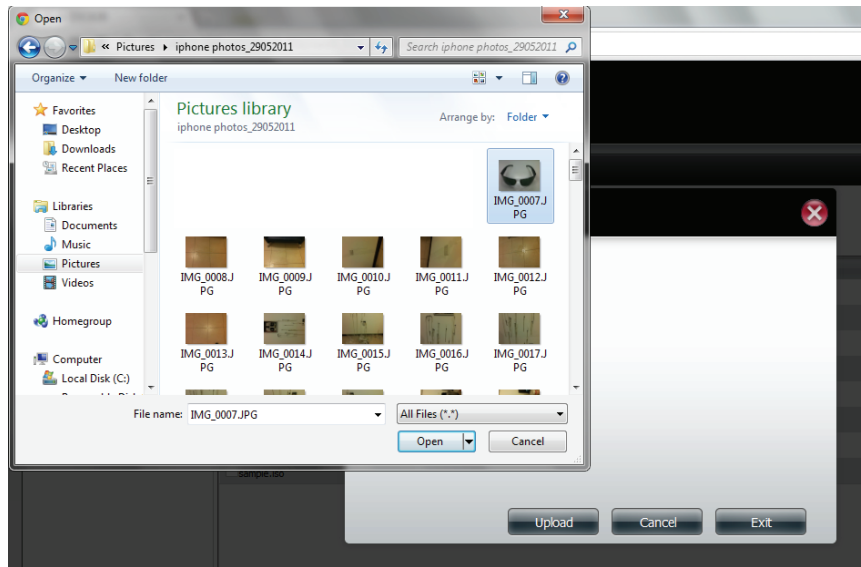 Open
« Pictures ▸ iphone photos_29052011
Search iphone photos_29052011
Organize
New folder
Favorites
Desktop
Downloads
Recent Places
Libraries
Documents
Music
Pictures
Videos
Homegroup
Computer
Local Disk (C:)
Pictures library
iphone photos_29052011
Arrange by: Folder
IMG_0007.J
PG
IMG_0008.J
PG
IMG_0009.J
PG
IMG_0010.J
PG
IMG_0011.J
PG
IMG_0012.J
PG
IMG_0013.J
PG
IMG_0014.J
PG
IMG_0015.J
PG
IMG_0016.J
PG
IMG_0017.J
PG
File name: IMG_0007.JPG
All Files (*.*)
Open
Cancel
sample.iso
Upload
Cancel
Exit